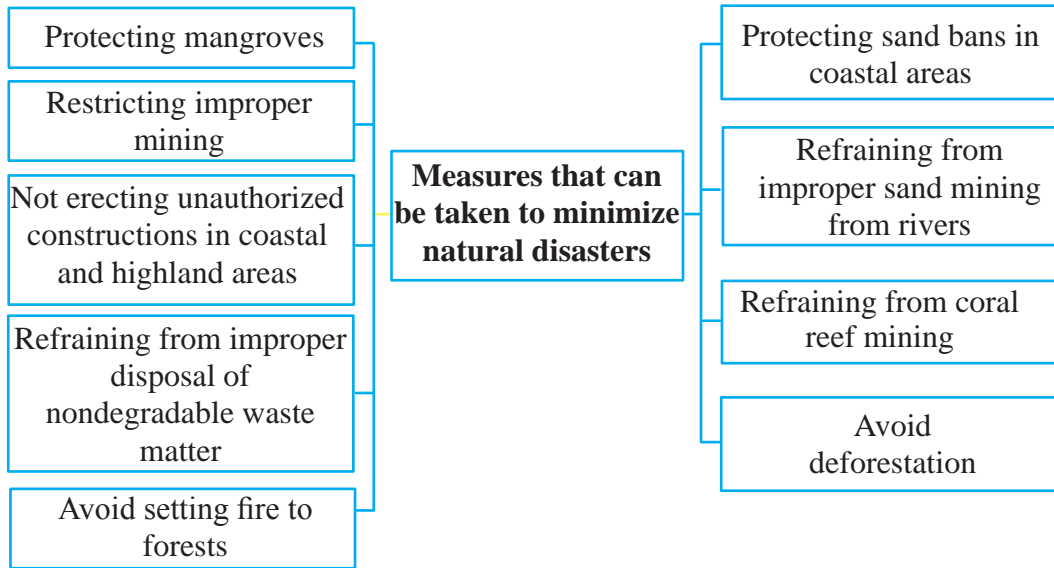 Protecting mangroves
Restricting improper
mining
Not erecting unauthorized
constructions in coastal
and highland areas
Refraining from improper
disposal of
nondegradable waste
matter
Avoid setting fire to
forests
Measures that can
be taken to minimize
natural disasters
Protecting sand bans in
coastal areas
Refraining from
improper sand mining
from rivers
Refraining from coral
reef mining
Avoid
deforestation